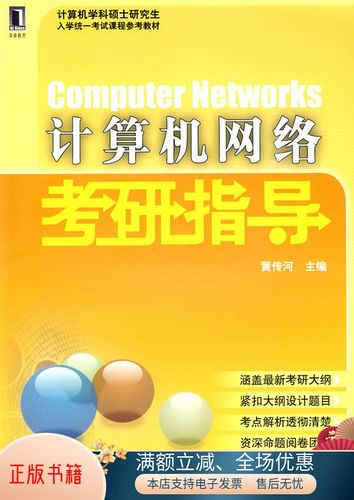 计算机学科硕士研究生
入学统一考试课程参考教材
华章教育
Computer Networks
计算机网络
考研指导
黄传河 主编
涵盖最新考研大纲
紧扣大纲设计题目
考点解析透彻清楚
资深命题阅卷团
正版书籍
满额立减、全场优惠
本店支持电子发票 售后无忧